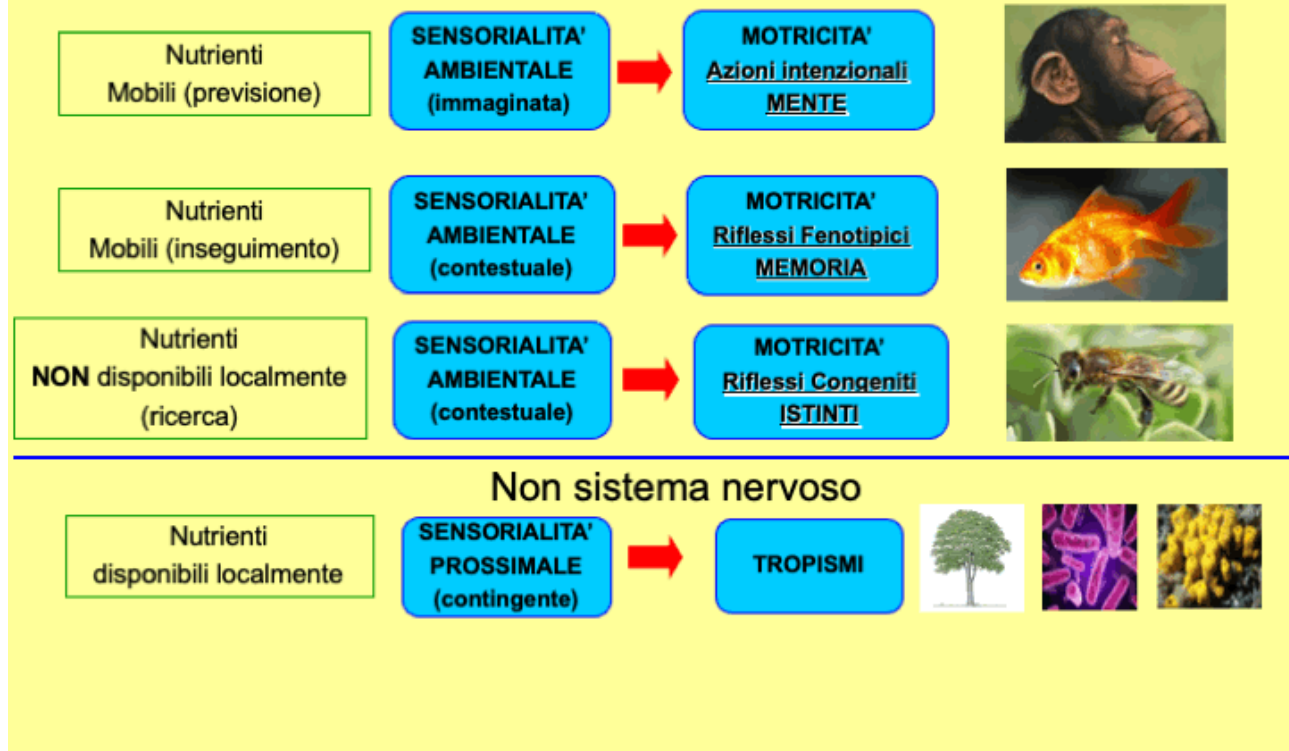 Nutrienti
Mobili (previsione)
SENSORIALITA'
AMBIENTALE
(immaginata)
MOTRICITA'
Azioni intenzionali
MENTE
Nutrienti
Mobili (inseguimento)
SENSORIALITA'
AMBIENTALE
(contestuale)
MOTRICITA'
Riflessi Fenotipici
MEMORIA
Nutrienti
NON disponibili localmente
(ricerca)
SENSORIALITA'
AMBIENTALE
(contestuale)
MOTRICITA'
Riflessi Congeniti
ISTINTI
Non sistema nervoso
Nutrienti
disponibili localmente
SENSORIALITA'
PROSSIMALE
(contingente)
TROPISMI